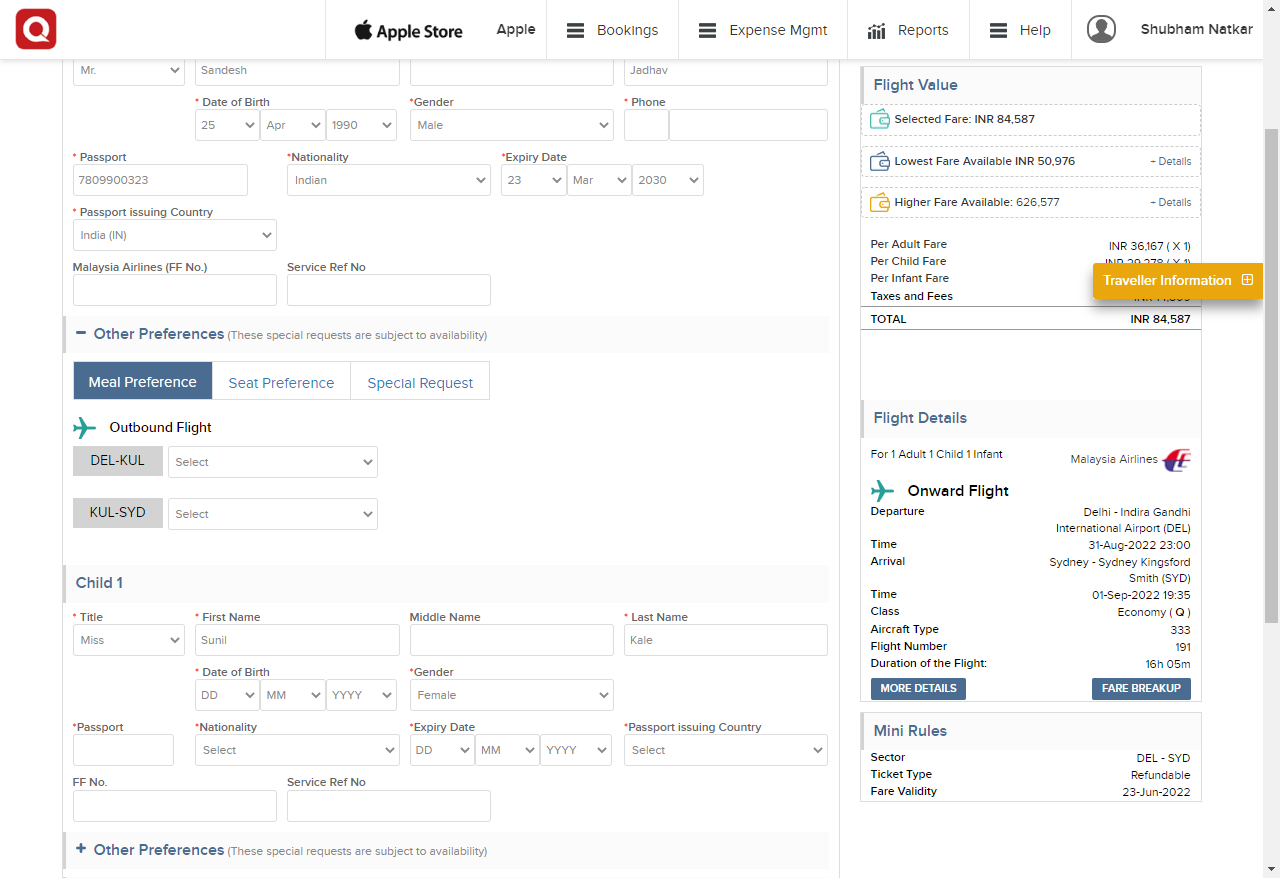 Apple Store
Apple
Bookings
Expense Mgmt
Reports
Help
Shubham Natkar
Mr.
Sandesh
Jadhav
* Date of Birth
*Gender
* Phone
25
Apr
1990
Male
* Passport
*Nationality
*Expiry Date
7809900323
Indian
23
Mar
2030
* Passport issuing Country
India (IN)
Malaysia Airlines (FF No.)
Service Ref No
Other Preferences (These special requests are subject to availability)
Meal Preference
Seat Preference
Special Request
Outbound Flight
DEL-KUL
Select
KUL-SYD
Select
Child 1
* Title
* First Name
Middle Name
* Last Name
Miss
Sunil
Kale
* Date of Birth
*Gender
DD
MM
YYYY
Female
*Passport
*Nationality
*Expiry Date
*Passport issuing Country
Select
DD
MM
YYYY
Select
FF No.
Service Ref No
Other Preferences (These special requests are subject to availability)
Flight Value
Selected Fare: INR 84,587
Lowest Fare Available INR 50,976
+ Details
Higher Fare Available: 626,577
+ Details
Per Adult Fare
INR 36,167 ( X 1)
Per Child Fare
Per Infant Fare
Traveller Information
Taxes and Fees
TOTAL
INR 84,587
Flight Details
For 1 Adult 1 Child 1 Infant
Malaysia Airlines
Onward Flight
Departure
Delhi - Indira Gandhi
International Airport (DEL)
Time
31-Aug-2022 23:00
Arrival
Sydney - Sydney Kingsford
Smith (SYD)
Time
01-Sep-2022 19:35
Class
Economy ( Q )
Aircraft Type
333
Flight Number
191
Duration of the Flight:
16h 05m
MORE DETAILS
FARE BREAKUP
Mini Rules
Sector
DEL - SYD
Ticket Type
Refundable
Fare Validity
23-Jun-2022